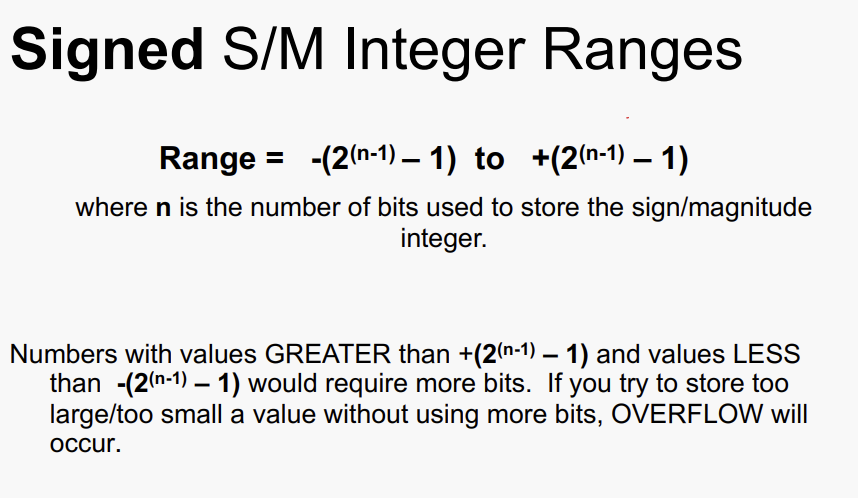 Signed S/M Integer Ranges
Range = -(2⁽ⁿ⁻¹⁾ – 1) to +(2⁽ⁿ⁻¹⁾ – 1)
where n is the number of bits used to store the sign/magnitude
integer.
Numbers with values GREATER than +(2⁽ⁿ⁻¹⁾ – 1) and values LESS
than -(2⁽ⁿ⁻¹⁾ – 1) would require more bits. If you try to store too
large/too small a value without using more bits, OVERFLOW will
occur.